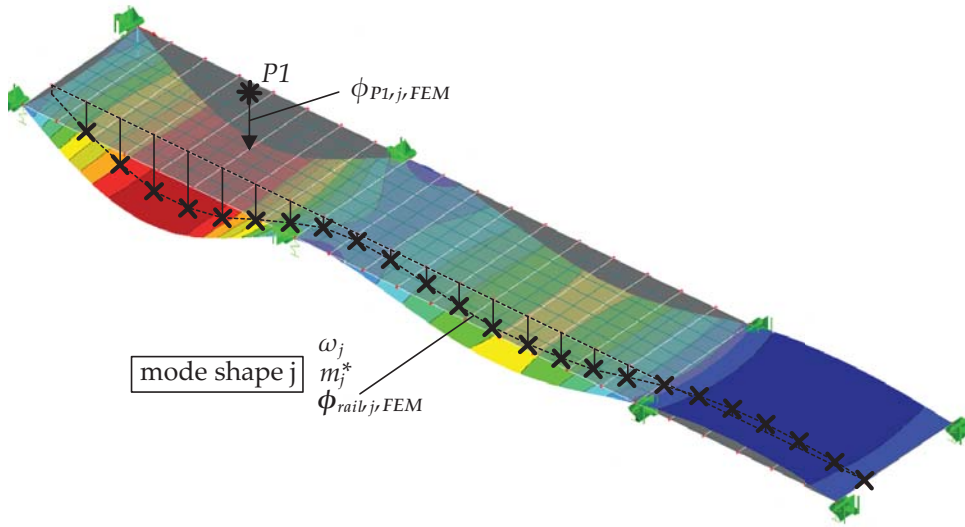 P1
ϕP1,j,FEM
ωj
mode shape j
mj*
ϕrail,j,FEM